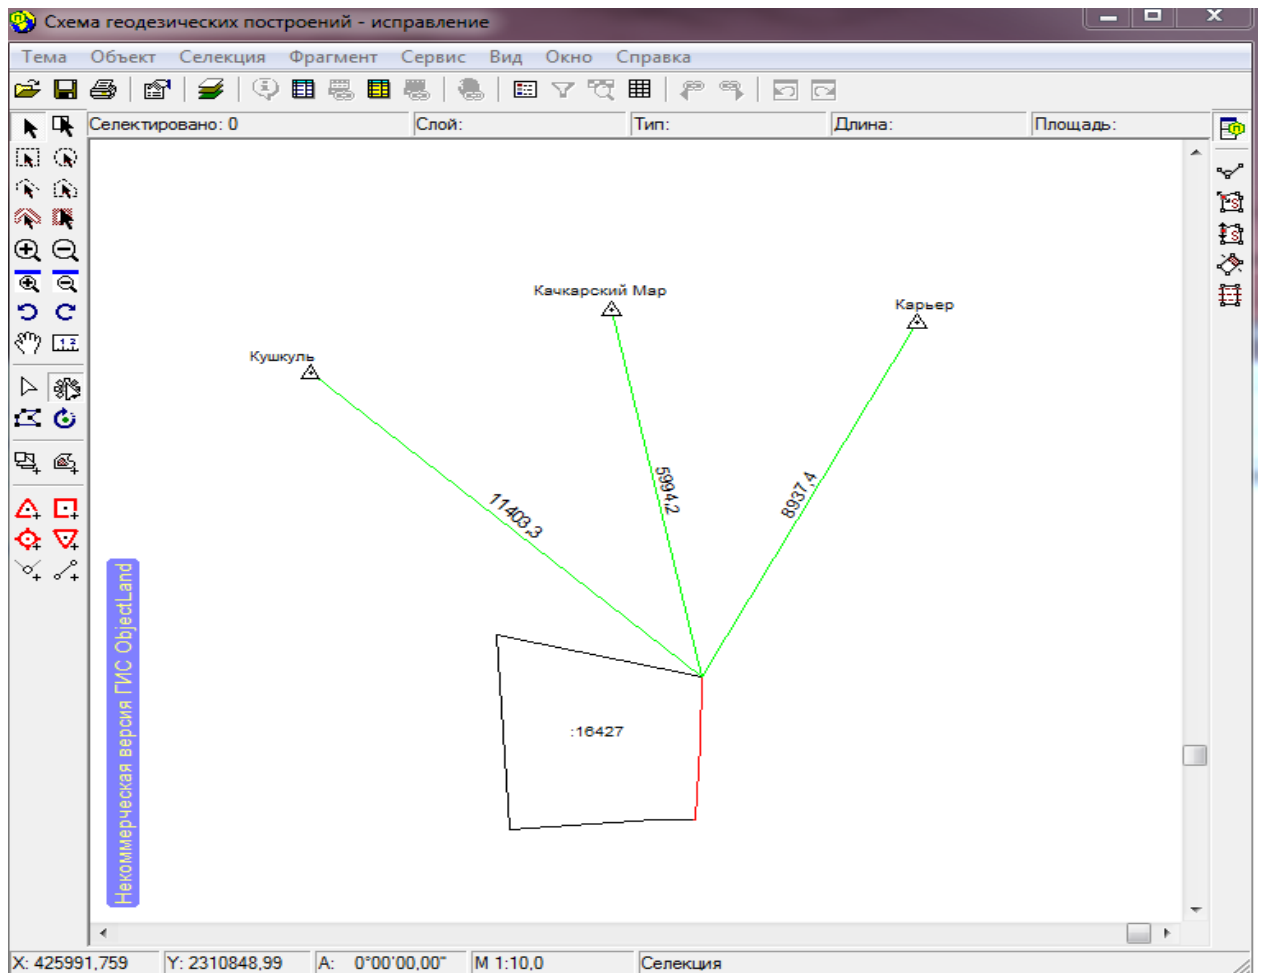 Схема геодезических построений - исправление
Тема Объект Селекция Фрагмент Сервис Вид Окно Справка
Селектировано: 0 Слой: Тип: Длина: Площадь:
1:2
Качкарский Мар
Карьер
Кушкуль
11403,3
5994,2
8937,4
:16427
Некоммерческая версия ГИС ObjectLand
X: 425991,759 Y: 2310848,99 A: 0°00'00,00" М 1:10,0 Селекция